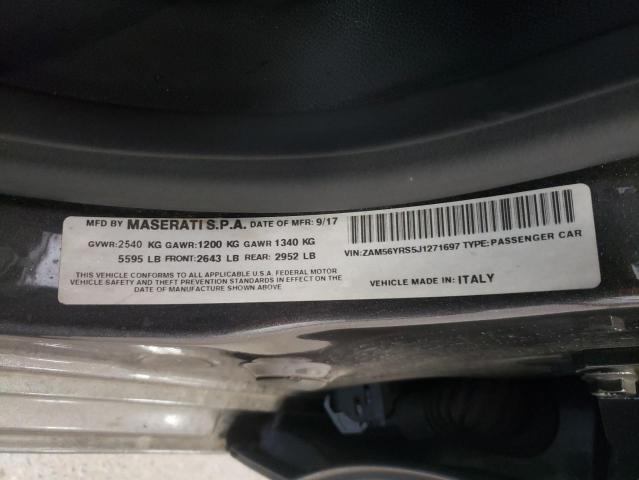 MFD BY MASERATI S.P.A. DATE OF MFR: 9/17
GVWR:2540 KG GAWR:1200 KG GAWR 1340 KG
5595 LB FRONT:2643 LB REAR: 2952 LB
THIS VEHICLE CONFORMS TO ALL APPLICABLE U.S.A. FEDERAL MOTOR
VEHICLE SAFETY AND THEFT PREVENTION STANDARDS IN EFFECT ON THE
DATE OF MANUFACTURE SHOWN ABOVE.
VIN:ZAM56YRS5J1271697 TYPE:PASSENGER CAR
MADE IN: ITALY